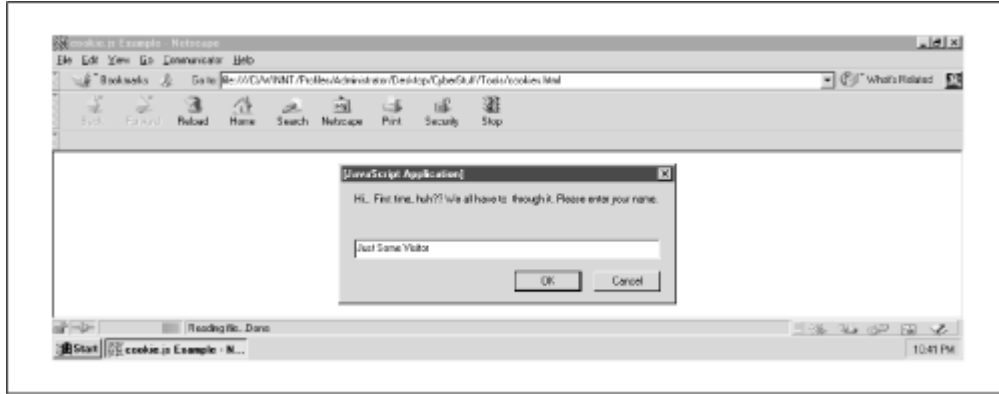 cookie.js Example - Netscape
File Edit View Go Communicator Help
Bookmarks Go to: file:///C|/WINNT/Profiles/Administrator/Desktop/CyberStuff/Tools/cookies.html What's Related
Back Forward Reload Home Search Netscape Print Security Stop
[JavaScript Application]
Hi.. First time, huh?? We all have to through it. Please enter your name.
Just Some Visitor
OK Cancel
Reading file...Done
Start cookie.js Example - N... 10:41 PM